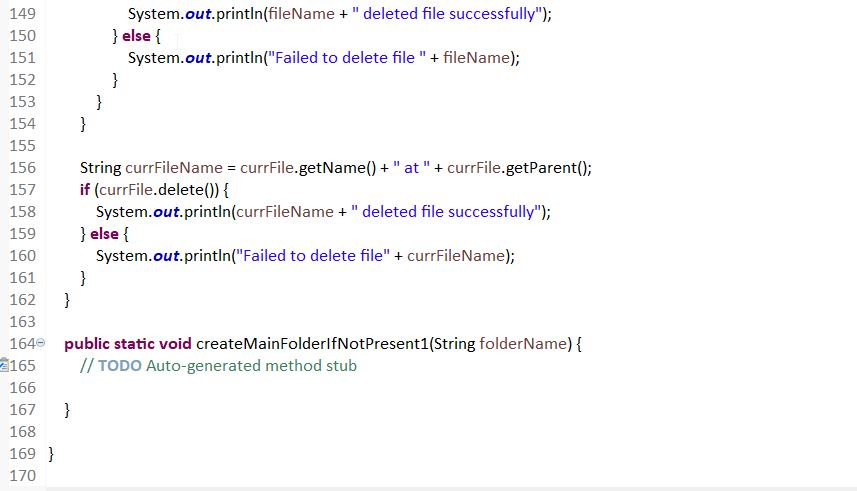 149 System.out.println(fileName + " deleted file successfully");
150 } else {
151 System.out.println("Failed to delete file " + fileName);
152 }
153 }
154 }
155
156 String currFileName = currFile.getName() + " at " + currFile.getParent();
157 if (currFile.delete()) {
158 System.out.println(currFileName + " deleted file successfully");
159 } else {
160 System.out.println("Failed to delete file" + currFileName);
161 }
162 }
163
164 public static void createMainFolderIfNotPresent1(String folderName) {
165 // TODO Auto-generated method stub
166
167 }
168
169 }
170